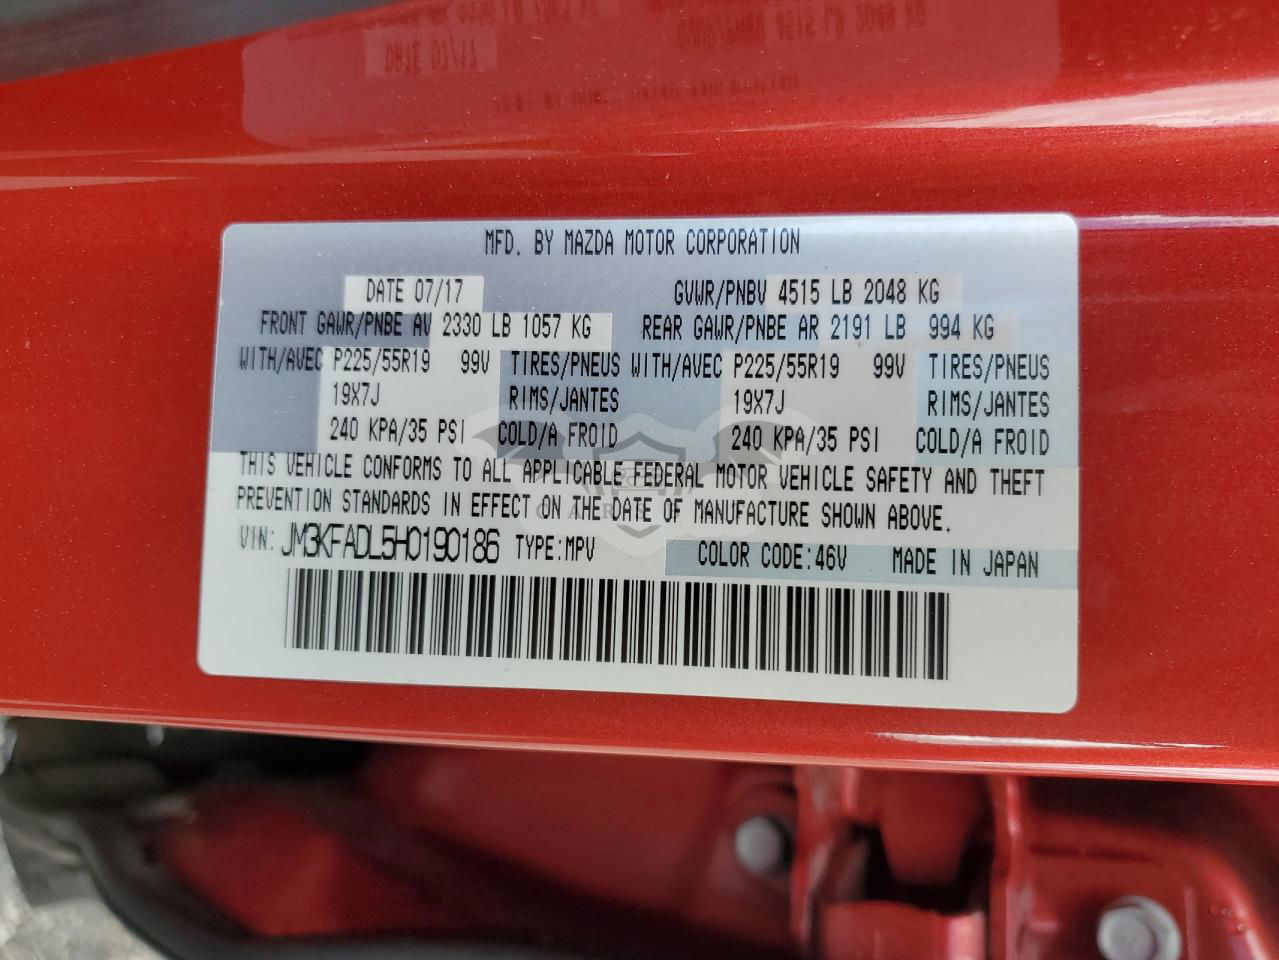 MFD. BY MAZDA MOTOR CORPORATION
DATE 07/17 GVWR/PNBV 4515 LB 2048 KG
FRONT GAWR/PNBE AV 2330 LB 1057 KG REAR GAWR/PNBE AR 2191 LB 994 KG
WITH/AVEC P225/55R19 99V TIRES/PNEUS WITH/AVEC P225/55R19 99V TIRES/PNEUS
19X7J RIMS/JANTES 19X7J RIMS/JANTES
240 KPA/35 PSI COLD/A FROID 240 KPA/35 PSI COLD/A FROID
THIS VEHICLE CONFORMS TO ALL APPLICABLE FEDERAL MOTOR VEHICLE SAFETY AND THEFT
PREVENTION STANDARDS IN EFFECT ON THE DATE OF MANUFACTURE SHOWN ABOVE.
VIN: JM3KFADL5H0190186 TYPE:MPV COLOR CODE:46V MADE IN JAPAN